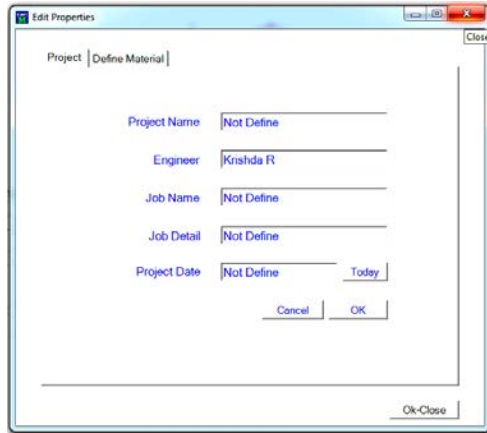 Edit Properties
Close
Project Define Material
Project Name Not Define
Engineer Krishda R
Job Name Not Define
Job Detail Not Define
Project Date Not Define Today
Cancel OK
Ok-Close